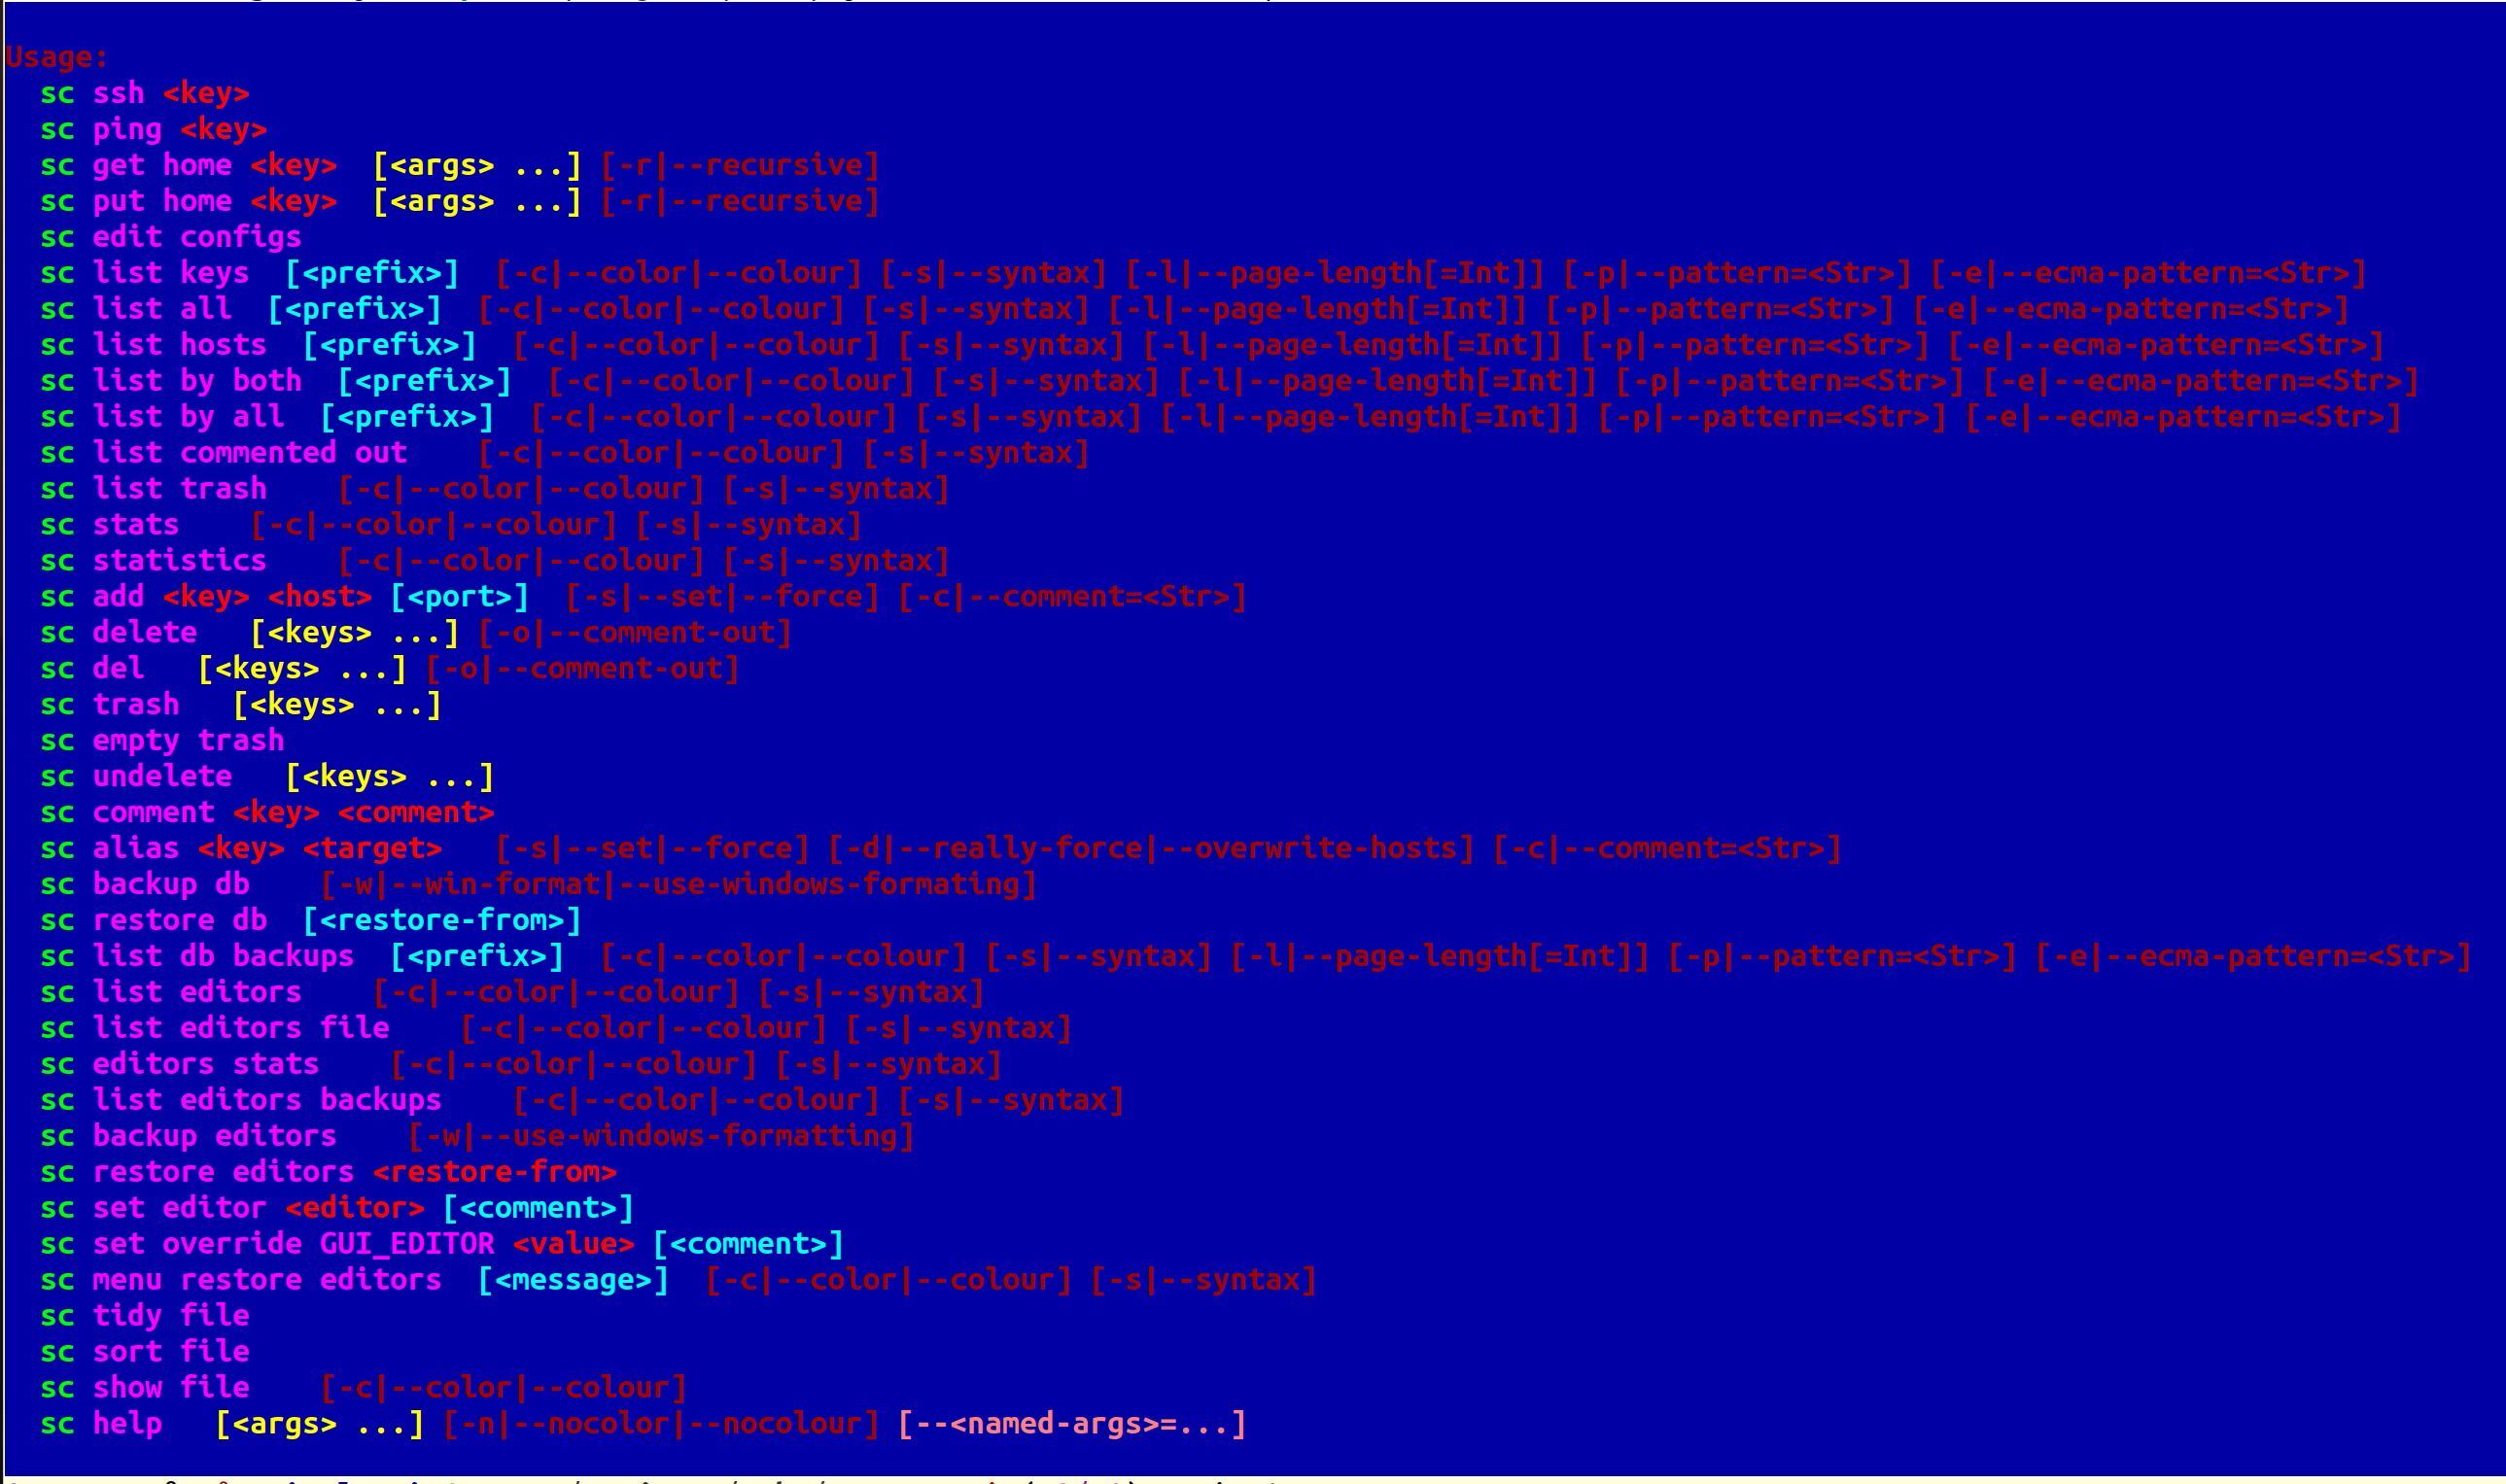 Usage:
  sc ssh <key>
  sc ping <key>
  sc get home <key>  [<args> ...] [-r|--recursive]
  sc put home <key>  [<args> ...] [-r|--recursive]
  sc edit configs
  sc list keys  [<prefix>]  [-c|--color|--colour] [-s|--syntax] [-l|--page-length[=Int]] [-p|--pattern=<Str>] [-e|--ecma-pattern=<Str>]
  sc list all  [<prefix>]  [-c|--color|--colour] [-s|--syntax] [-l|--page-length[=Int]] [-p|--pattern=<Str>] [-e|--ecma-pattern=<Str>]
  sc list hosts  [<prefix>]  [-c|--color|--colour] [-s|--syntax] [-l|--page-length[=Int]] [-p|--pattern=<Str>] [-e|--ecma-pattern=<Str>]
  sc list by both  [<prefix>]  [-c|--color|--colour] [-s|--syntax] [-l|--page-length[=Int]] [-p|--pattern=<Str>] [-e|--ecma-pattern=<Str>]
  sc list by all  [<prefix>]  [-c|--color|--colour] [-s|--syntax] [-l|--page-length[=Int]] [-p|--pattern=<Str>] [-e|--ecma-pattern=<Str>]
  sc list commented out    [-c|--color|--colour] [-s|--syntax]
  sc list trash    [-c|--color|--colour] [-s|--syntax]
  sc stats    [-c|--color|--colour] [-s|--syntax]
  sc statistics    [-c|--color|--colour] [-s|--syntax]
  sc add <key> <host> [<port>]  [-s|--set|--force] [-c|--comment=<Str>]
  sc delete   [<keys> ...] [-o|--comment-out]
  sc del   [<keys> ...] [-o|--comment-out]
  sc trash   [<keys> ...]
  sc empty trash
  sc undelete   [<keys> ...]
  sc comment <key> <comment>
  sc alias <key> <target>   [-s|--set|--force] [-d|--really-force|--overwrite-hosts] [-c|--comment=<Str>]
  sc backup db    [-w|--win-format|--use-windows-formating]
  sc restore db  [<restore-from>]
  sc list db backups  [<prefix>]  [-c|--color|--colour] [-s|--syntax] [-l|--page-length[=Int]] [-p|--pattern=<Str>] [-e|--ecma-pattern=<Str>]
  sc list editors    [-c|--color|--colour] [-s|--syntax]
  sc list editors file    [-c|--color|--colour] [-s|--syntax]
  sc editors stats    [-c|--color|--colour] [-s|--syntax]
  sc list editors backups    [-c|--color|--colour] [-s|--syntax]
  sc backup editors    [-w|--use-windows-formatting]
  sc restore editors <restore-from>
  sc set editor <editor> [<comment>]
  sc set override GUI_EDITOR <value> [<comment>]
  sc menu restore editors  [<message>]  [-c|--color|--colour] [-s|--syntax]
  sc tidy file
  sc sort file
  sc show file    [-c|--color|--colour]
  sc help   [<args> ...] [-n|--nocolor|--nocolour] [--<named-args>=...]